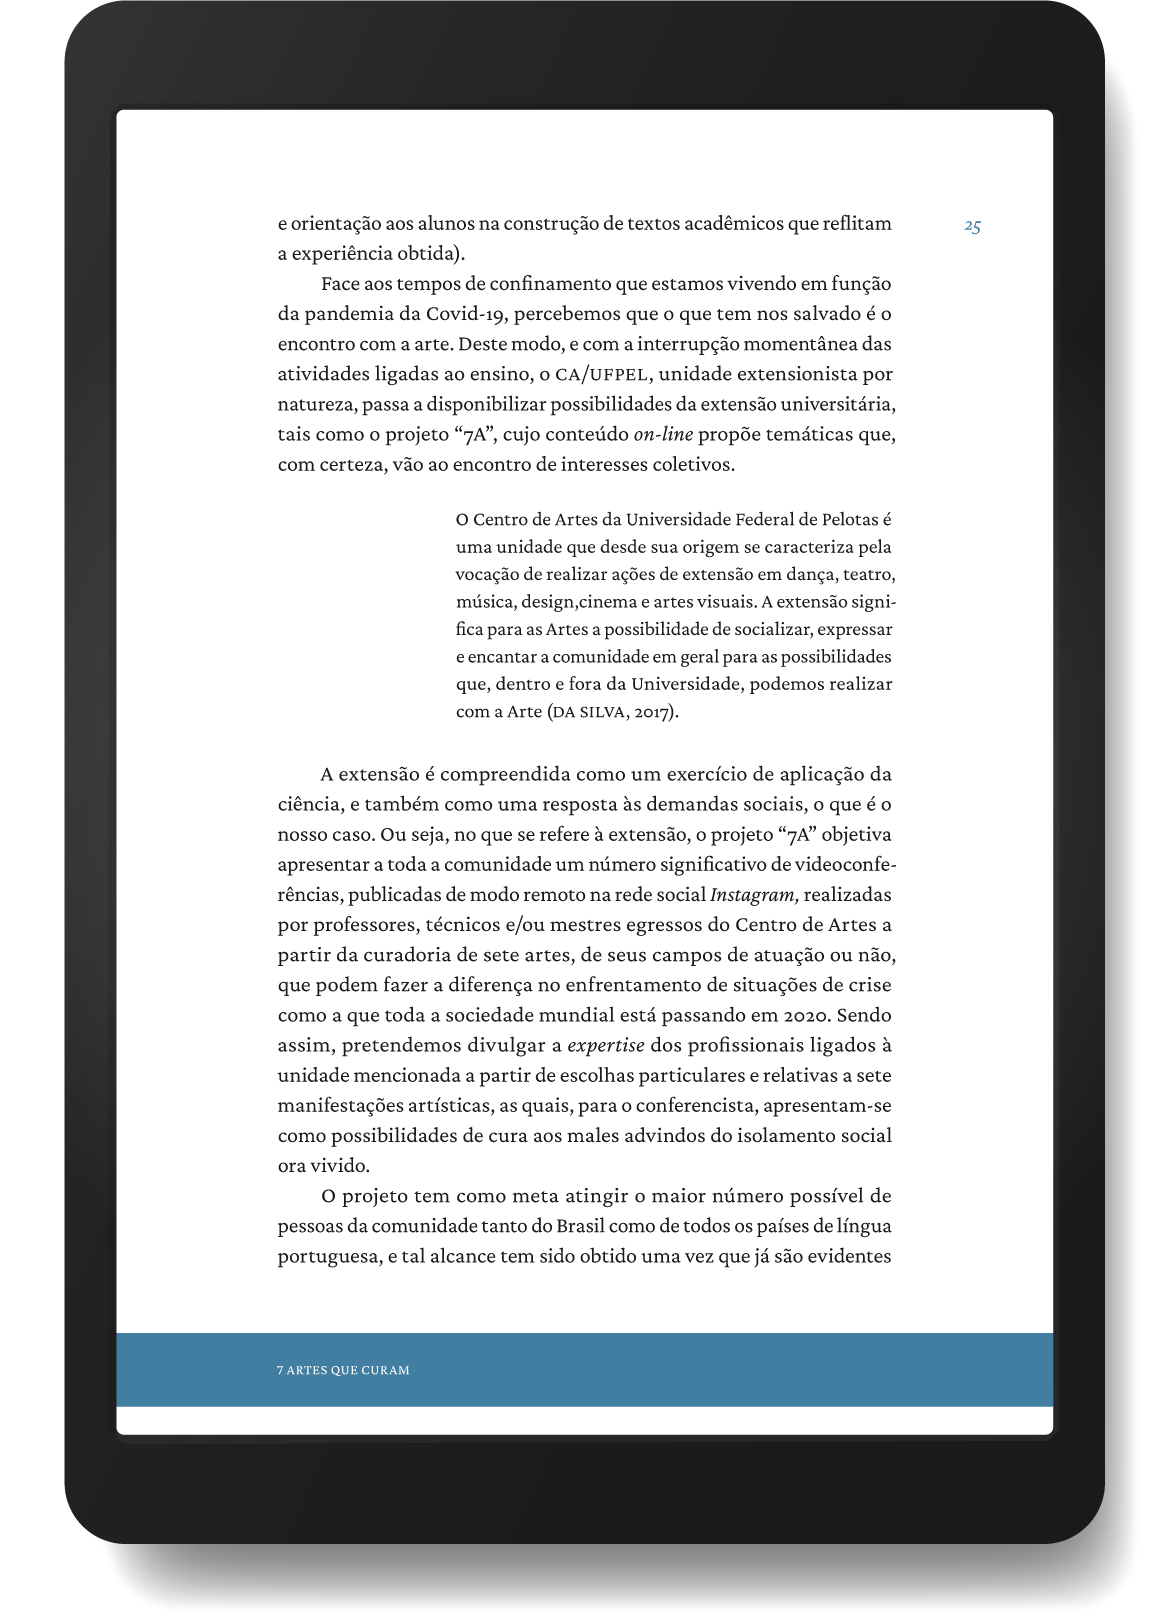 e orientação aos alunos na construção de textos acadêmicos que reflitam
25
a experiência obtida).
Face aos tempos de confinamento que estamos vivendo em função
da pandemia da Covid-19, percebemos que o que tem nos salvado é o
encontro com a arte. Deste modo, e com a interrupção momentânea das
atividades ligadas ao ensino, o CA/UFPEL, unidade extensionista por
natureza, passa a disponibilizar possibilidades da extensão universitária,
tais como o projeto “7A”, cujo conteúdo on-line propõe temáticas que,
com certeza, vão ao encontro de interesses coletivos.
O Centro de Artes da Universidade Federal de Pelotas é
uma unidade que desde sua origem se caracteriza pela
vocação de realizar ações de extensão em dança, teatro,
música, design,cinema e artes visuais. A extensão signi-
fica para as Artes a possibilidade de socializar, expressar
e encantar a comunidade em geral para as possibilidades
que, dentro e fora da Universidade, podemos realizar
com a Arte (DA SILVA, 2017).
A extensão é compreendida como um exercício de aplicação da
ciência, e também como uma resposta às demandas sociais, o que é o
nosso caso. Ou seja, no que se refere à extensão, o projeto “7A” objetiva
apresentar a toda a comunidade um número significativo de videoconfe-
rências, publicadas de modo remoto na rede social Instagram, realizadas
por professores, técnicos e/ou mestres egressos do Centro de Artes a
partir da curadoria de sete artes, de seus campos de atuação ou não,
que podem fazer a diferença no enfrentamento de situações de crise
como a que toda a sociedade mundial está passando em 2020. Sendo
assim, pretendemos divulgar a expertise dos profissionais ligados à
unidade mencionada a partir de escolhas particulares e relativas a sete
manifestações artísticas, as quais, para o conferencista, apresentam-se
como possibilidades de cura aos males advindos do isolamento social
ora vivido.
O projeto tem como meta atingir o maior número possível de
pessoas da comunidade tanto do Brasil como de todos os países de língua
portuguesa, e tal alcance tem sido obtido uma vez que já são evidentes
7 ARTES QUE CURAM